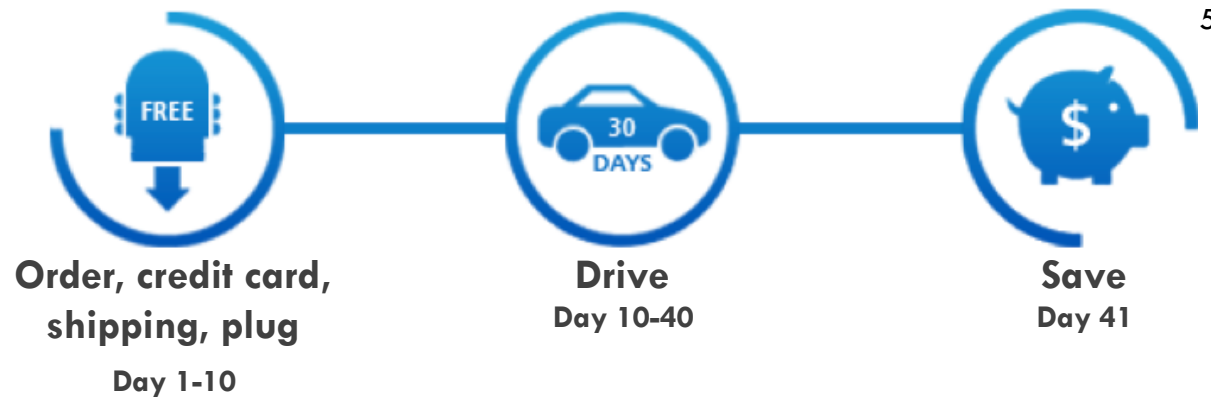 5
FREE
30
DAYS
$
Order, credit card,
shipping, plug
Day 1-10
Drive
Day 10-40
Save
Day 41